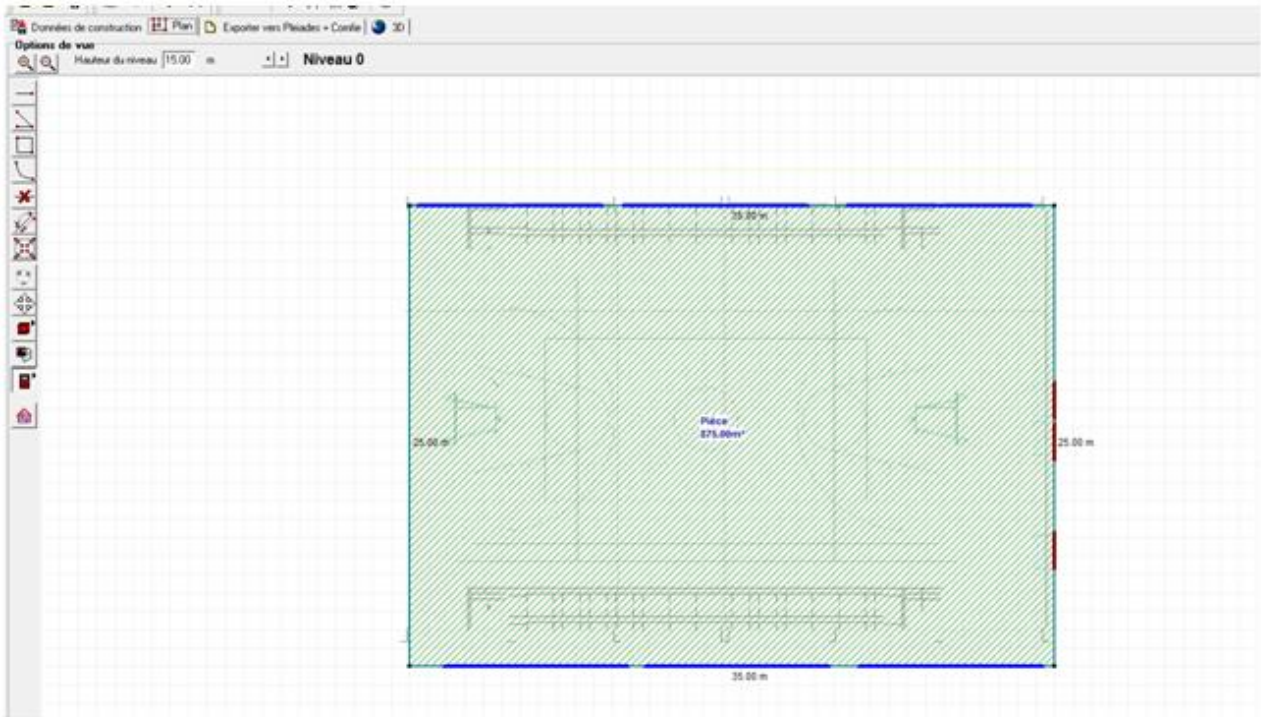 Données de construction Plan Exporter vers Pleiades + Comfie 3D
Options de vue
Hauteur du niveau 15.00 m Niveau 0
35.00 m
Pièce
875.00m²
25.00 m 25.00 m
35.00 m